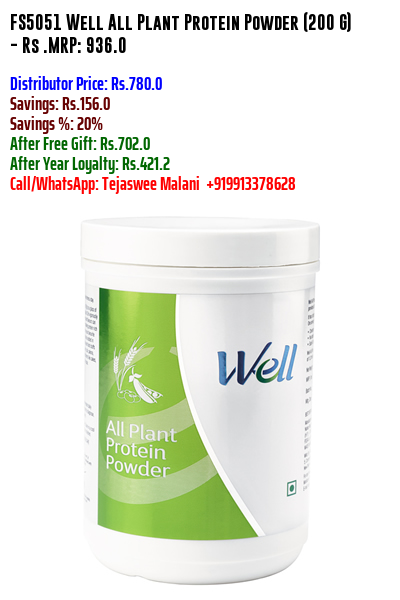 FS5051 Well All Plant Protein Powder (200 G)
- Rs .MRP: 936.0
Distributor Price: Rs.780.0
Savings: Rs.156.0
Savings %: 20%
After Free Gift: Rs.702.0
After Year Loyalty: Rs.421.2
Call/WhatsApp: Tejaswee Malani +919913378628
Well
All Plant
Protein
Powder